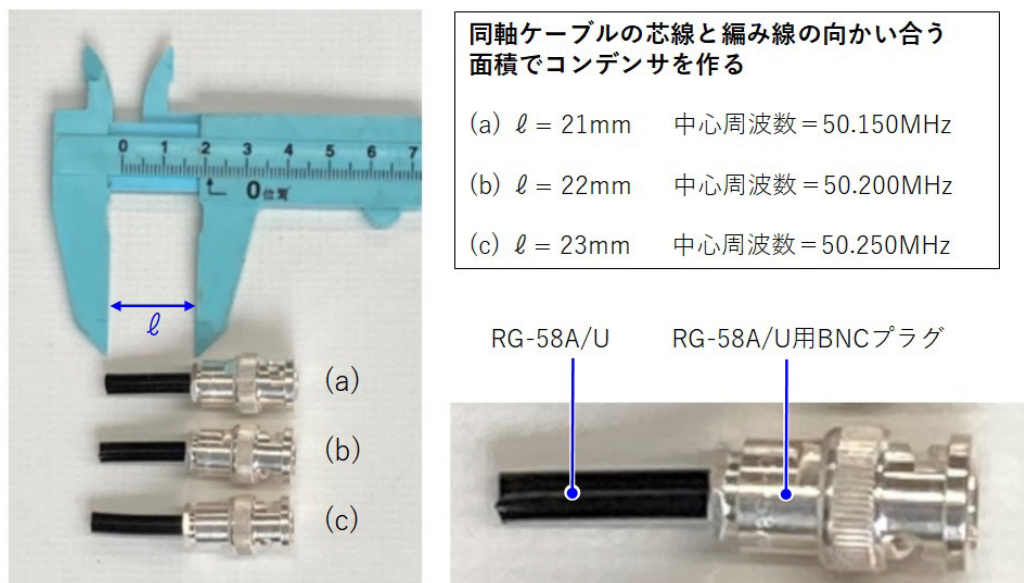 同軸ケーブルの芯線と編み線の向かい合う
面積でコンデンサを作る
(a) ℓ = 21mm 中心周波数＝50.150MHz
(b) ℓ = 22mm 中心周波数＝50.200MHz
(c) ℓ = 23mm 中心周波数＝50.250MHz
0 1 2 3 4 5 6 7
0位置
ℓ
(a)
(b)
(c)
RG-58A/U
RG-58A/U用BNCプラグ